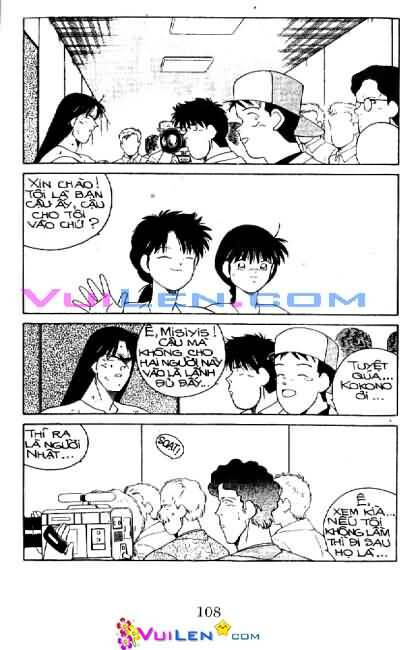 XIN CHÀO!
TÔI LÀ BẠN
CẬU ẤY, CẬU
CHO TÔI
VÀO CHỨ?
VUILEN.COM
Ê, MISIYIS!
CẬU MÀ
KHÔNG CHO
HAI NGƯỜI NÀY
VÀO LÀ LÃNH
ĐỦ ĐẤY...
TUYỆT
QUÁ,
KOKONO
ƠI...
THÌ RA
LÀ NGƯỜI
NHẬT...
SOẠT!
Ê,
XEM KÌA...
NẾU TÔI
KHÔNG LẦM
THÌ ĐI SAU
HỌ LÀ...
108
VUILEN.COM